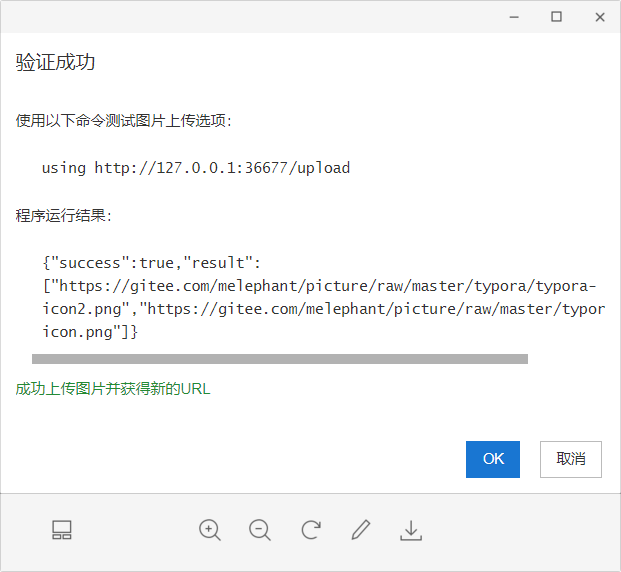 验证成功
使用以下命令测试图片上传选项：
using http://127.0.0.1:36677/upload
程序运行结果：
{"success":true,"result":
["https://gitee.com/melephant/picture/raw/master/typora/typora-
icon2.png","https://gitee.com/melephant/picture/raw/master/typor
icon.png"]}
成功上传图片并获得新的URL
OK 取消